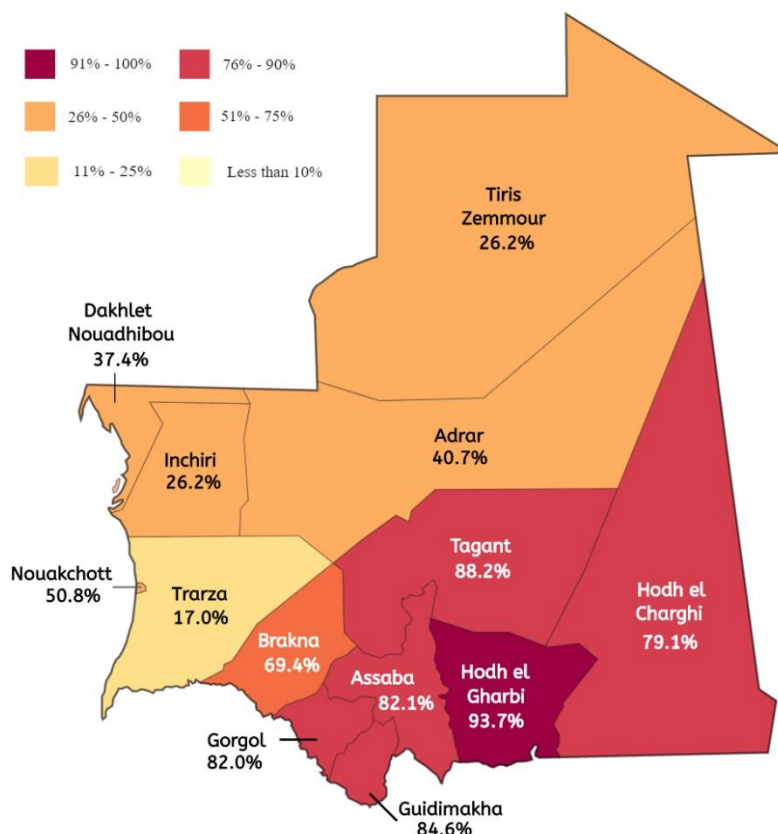 91% - 100%
76% - 90%
26% - 50%
51% - 75%
11% - 25%
Less than 10%
Tiris
Zemmour
26.2%
Dakhlet
Nouadhibou
37.4%
Inchiri
26.2%
Adrar
40.7%
Nouakchott
50.8%
Trarza
17.0%
Tagant
88.2%
Hodh el
Charghi
79.1%
Brakna
69.4%
Assaba
82.1%
Hodh el
Gharbi
93.7%
Gorgol
82.0%
Guidimakha
84.6%